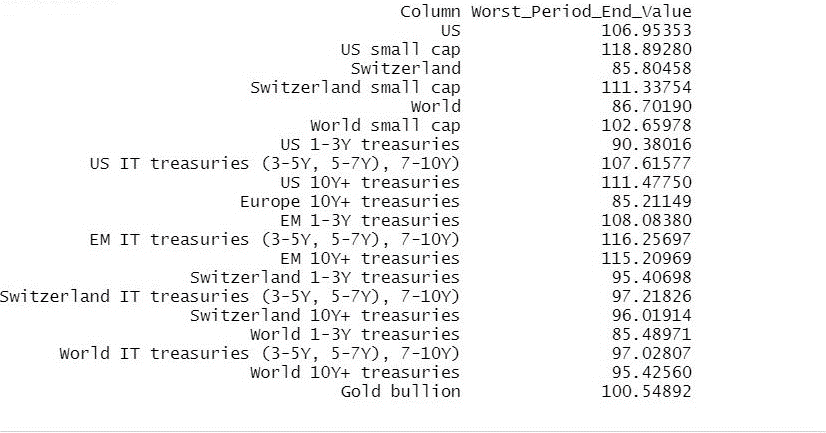 Column Worst_Period_End_Value
US 106.95353
US small cap 118.89280
Switzerland 85.80458
Switzerland small cap 111.33754
World 86.70190
World small cap 102.65978
US 1-3Y treasuries 90.38016
US IT treasuries (3-5Y, 5-7Y), 7-10Y) 107.61577
US 10Y+ treasuries 111.47750
Europe 10Y+ treasuries 85.21149
EM 1-3Y treasuries 108.08380
EM IT treasuries (3-5Y, 5-7Y), 7-10Y) 116.25697
EM 10Y+ treasuries 115.20969
Switzerland 1-3Y treasuries 95.40698
Switzerland IT treasuries (3-5Y, 5-7Y), 7-10Y) 97.21826
Switzerland 10Y+ treasuries 96.01914
World 1-3Y treasuries 85.48971
World IT treasuries (3-5Y, 5-7Y), 7-10Y) 97.02807
World 10Y+ treasuries 95.42560
Gold bullion 100.54892